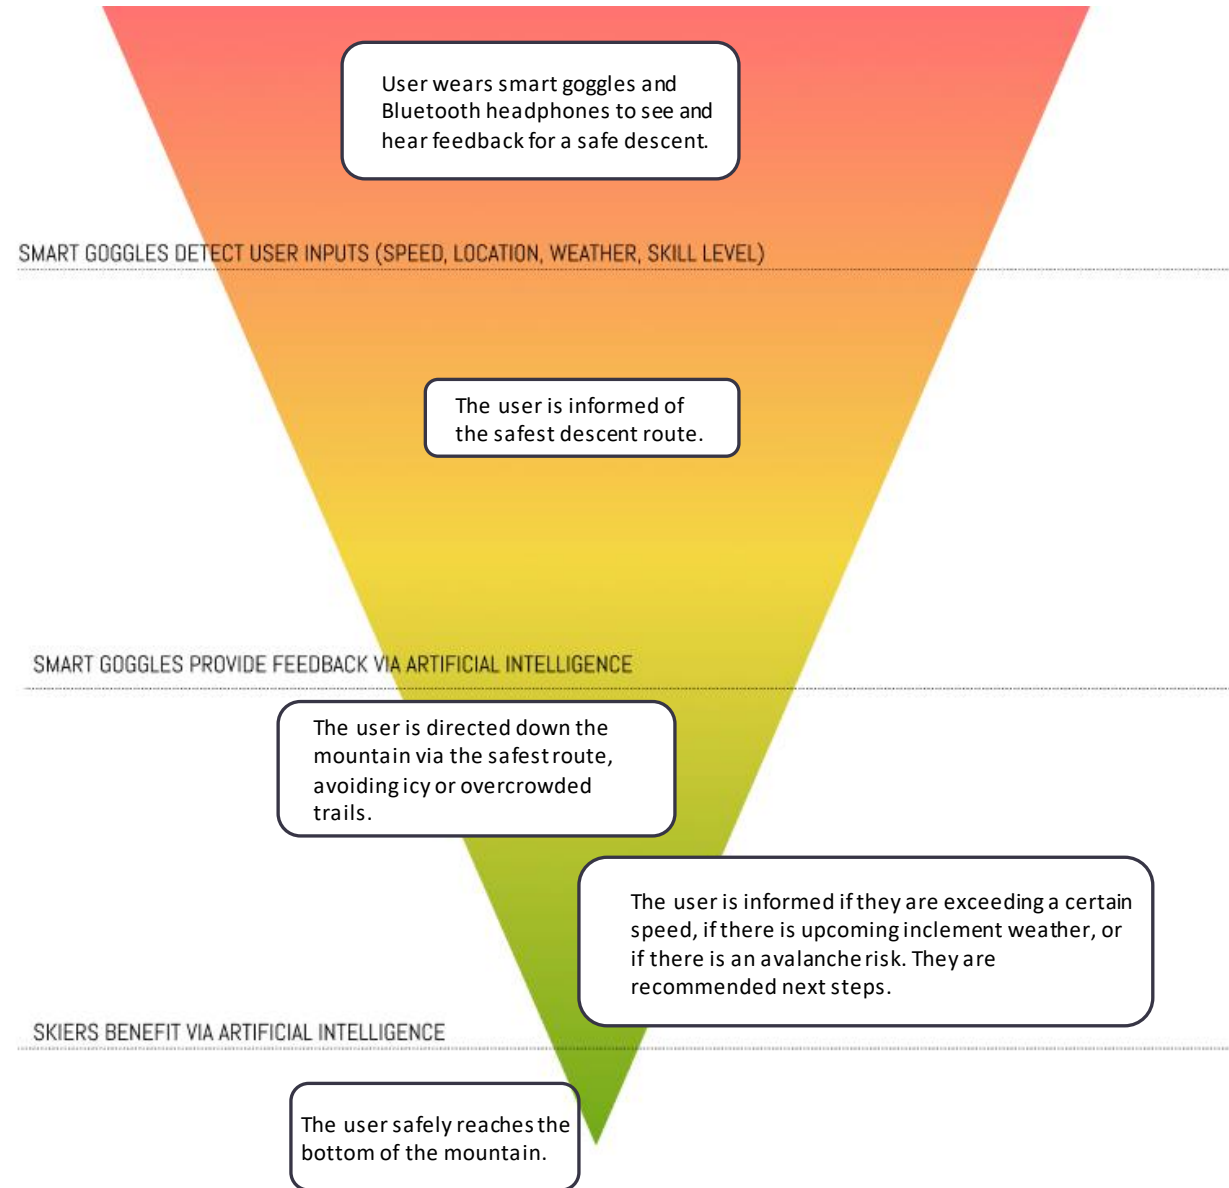 User wears smart goggles and
Bluetooth headphones to see and
hear feedback for a safe descent.
SMART GOGGLES DETECT USER INPUTS (SPEED, LOCATION, WEATHER, SKILL LEVEL)
The user is informed of
the safest descent route.
SMART GOGGLES PROVIDE FEEDBACK VIA ARTIFICIAL INTELLIGENCE
The user is directed down the
mountain via the safest route,
avoiding icy or overcrowded
trails.
The user is informed if they are exceeding a certain
speed, if there is upcoming inclement weather, or
if there is an avalanche risk. They are
recommended next steps.
SKIERS BENEFIT VIA ARTIFICIAL INTELLIGENCE
The user safely reaches the
bottom of the mountain.